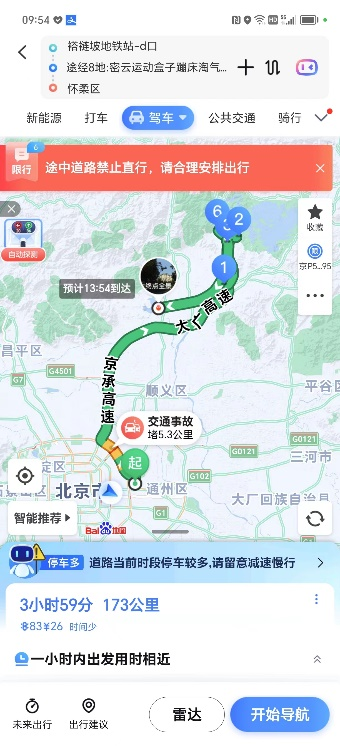 09:54
褡裢坡地铁站-d口
途经8地:密云运动盒子蹦床淘气...
怀柔区
新能源 打车 驾车 公共交通 骑行
限行
6
途中道路禁止直行，请合理安排出行
自动探测
收藏
京P5...95
预计13:54到达
终点全景
6
2
1
大广高速
京承高速
昌平区
G4501
G7
顺义区
平谷区
交通事故
堵5.3公里
起
G0121
G0121
三河市
G102
北京市
通州区
大厂回族自治县
智能推荐
Bai 地图
停车多 道路当前时段停车较多,请留意减速慢行
3小时59分 173公里
83¥26 时间少
一小时内出发用时相近
未来出行 出行建议 雷达 开始导航